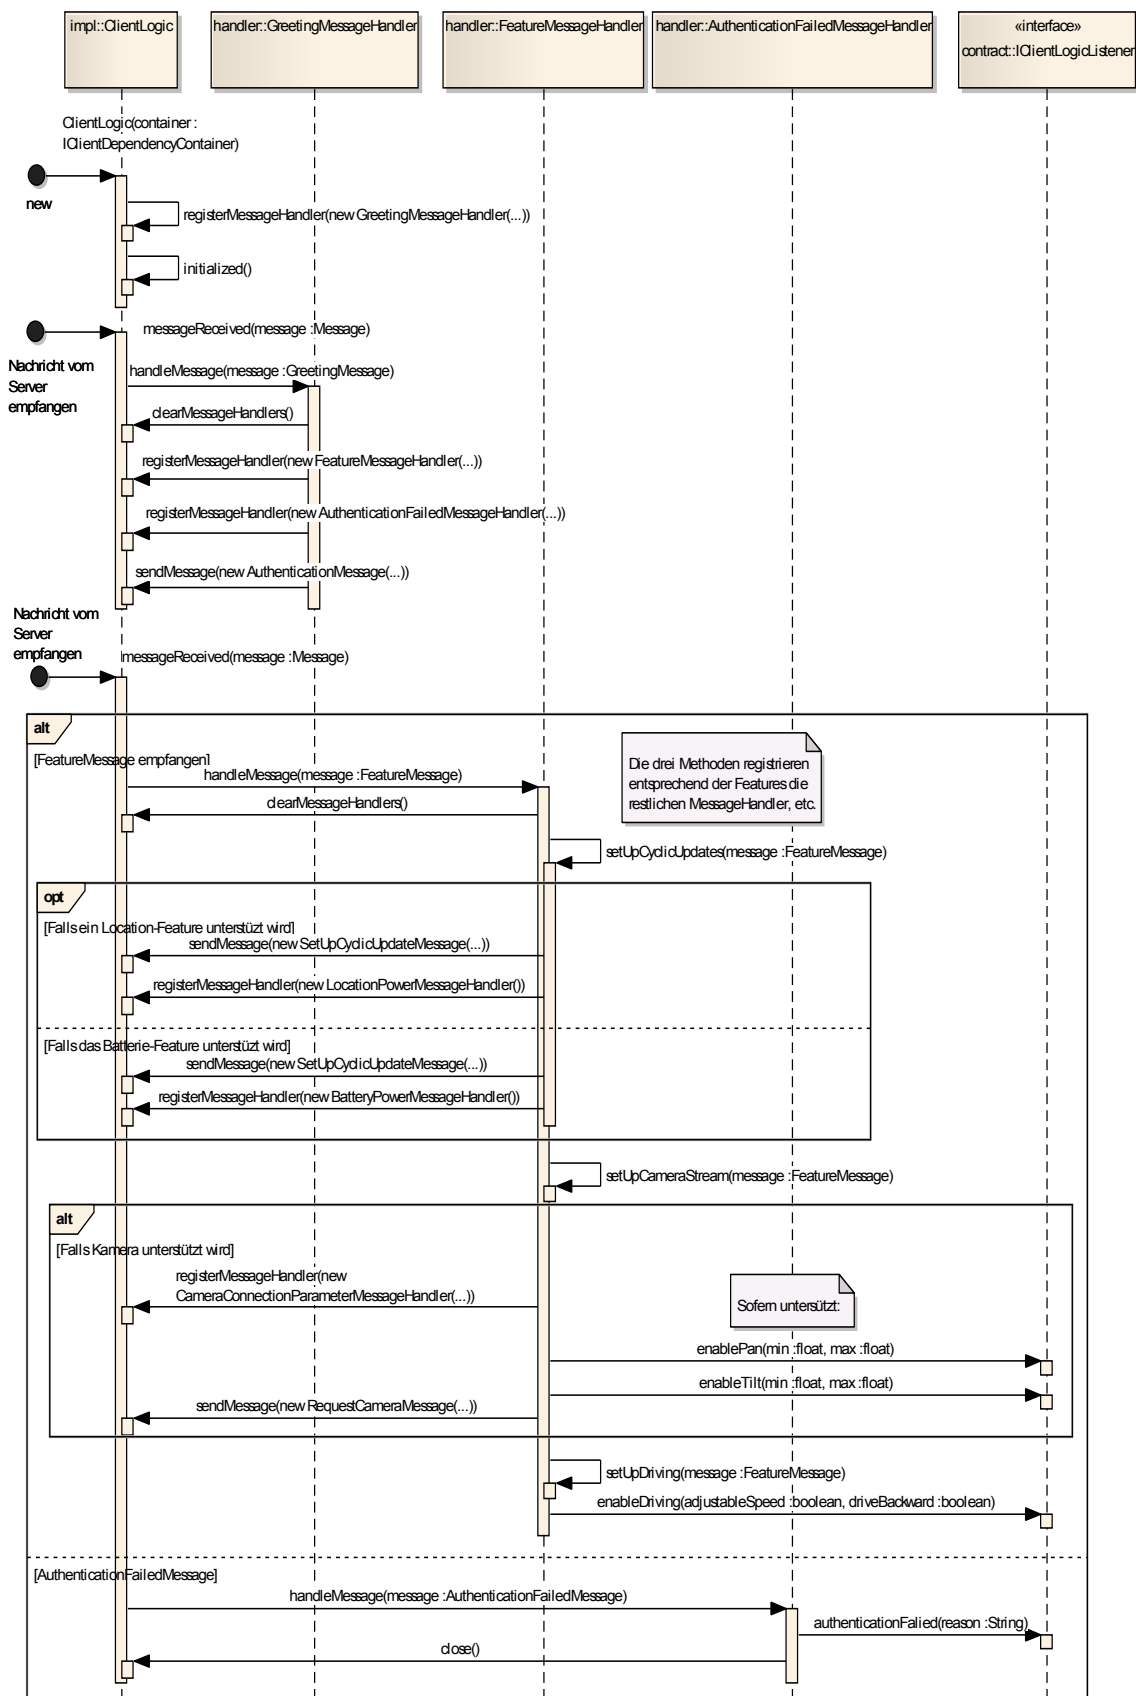 impl::ClientLogic
handler::GreetingMessageHandler
handler::FeatureMessageHandler
handler::AuthenticationFailedMessageHandler
«interface»
contract::IClientLogicListener
ClientLogic(container :
IClientDependencyContainer)
new
registerMessageHandler(new GreetingMessageHandler(...))
initialized()
messageReceived(message :Message)
Nachricht vom
Server
empfangen
handleMessage(message :GreetingMessage)
clearMessageHandlers()
registerMessageHandler(new FeatureMessageHandler(...))
registerMessageHandler(new AuthenticationFailedMessageHandler(...))
sendMessage(new AuthenticationMessage(...))
Nachricht vom
Server
empfangen
messageReceived(message :Message)
alt
[FeatureMessage empfangen]
handleMessage(message :FeatureMessage)
Die drei Methoden registrieren
entsprechend der Features die
restlichen MessageHandler, etc.
clearMessageHandlers()
setUpCyclicUpdates(message :FeatureMessage)
opt
[Falls ein Location-Feature unterstüzt wird]
sendMessage(new SetUpCyclicUpdateMessage(...))
registerMessageHandler(new LocationPowerMessageHandler())
[Falls das Batterie-Feature unterstüzt wird]
sendMessage(new SetUpCyclicUpdateMessage(...))
registerMessageHandler(new BatteryPowerMessageHandler())
setUpCameraStream(message :FeatureMessage)
alt
[Falls Kamera unterstützt wird]
registerMessageHandler(new
CameraConnectionParameterMessageHandler(...))
Sofern untersützt:
enablePan(min :float, max :float)
enableTilt(min :float, max :float)
sendMessage(new RequestCameraMessage(...))
setUpDriving(message :FeatureMessage)
enableDriving(adjustableSpeed :boolean, driveBackward :boolean)
[AuthenticationFailedMessage]
handleMessage(message :AuthenticationFailedMessage)
authenticationFalied(reason :String)
close()